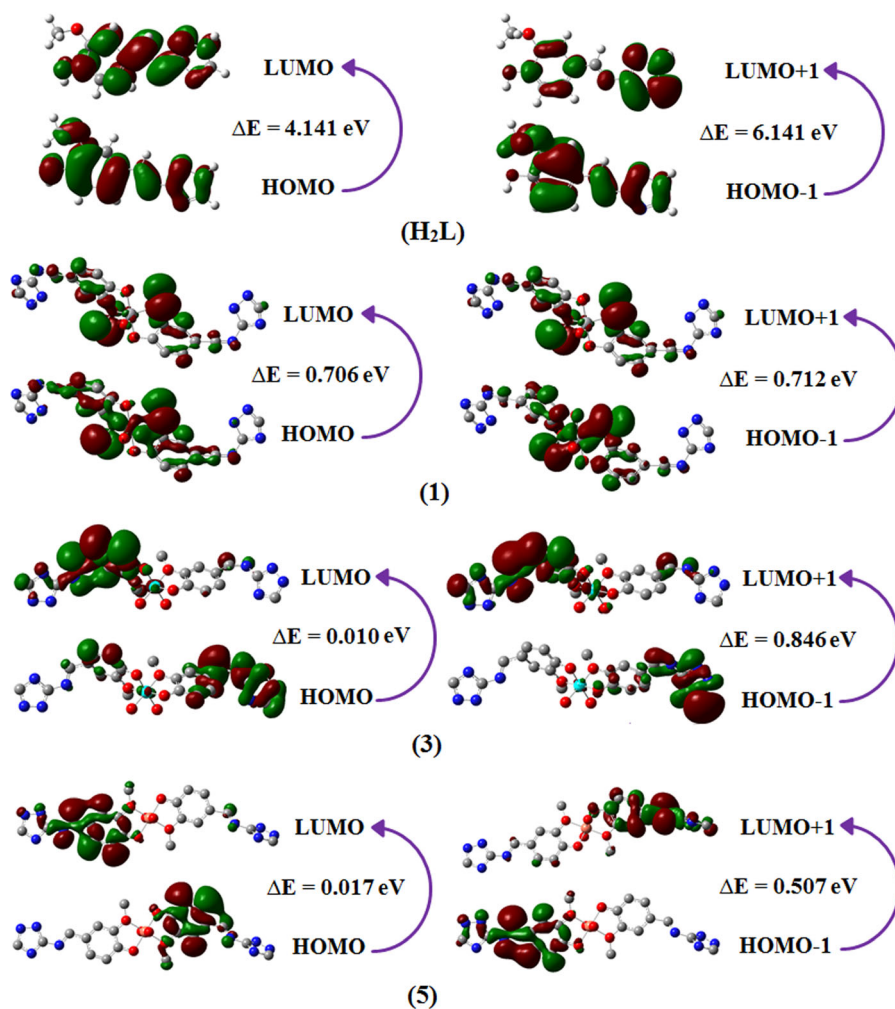 LUMO
ΔE = 4.141 eV
HOMO
LUMO+1
ΔE = 6.141 eV
HOMO-1
(H₂L)
LUMO
ΔE = 0.706 eV
HOMO
LUMO+1
ΔE = 0.712 eV
HOMO-1
(1)
LUMO
ΔE = 0.010 eV
HOMO
LUMO+1
ΔE = 0.846 eV
HOMO-1
(3)
LUMO
ΔE = 0.017 eV
HOMO
LUMO+1
ΔE = 0.507 eV
HOMO-1
(5)